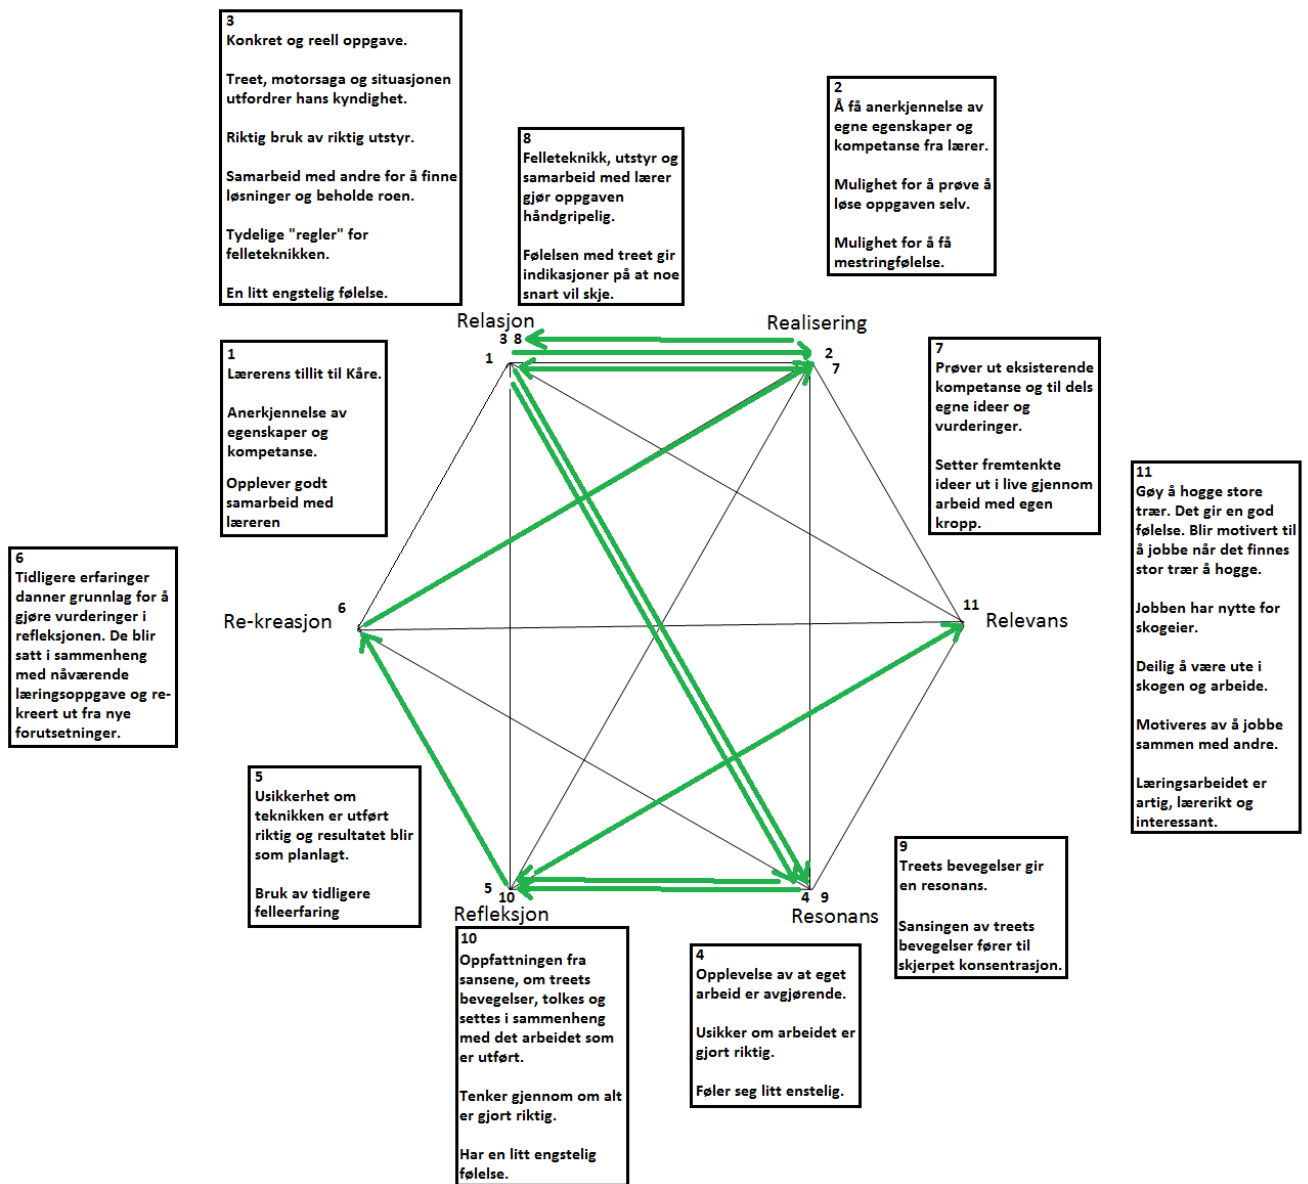 3
Konkret og reell oppgave.
Treet, motorsaga og situasjonen
utfordrer hans kyndighet.
Riktig bruk av riktig utstyr.
Samarbeid med andre for å finne
løsninger og beholde roen.
Tydelige "regler" for
felleteknikken.
En litt engstelig følelse.
8
Felleteknikk, utstyr og
samarbeid med lærer
gjør oppgaven
håndgripelig.
Følelsen med treet gir
indikasjoner på at noe
snart vil skje.
2
Å få anerkjennelse av
egne egenskaper og
kompetanse fra lærer.
Mulighet for å prøve å
løse oppgaven selv.
Mulighet for å få
mestringfølelse.
Relasjon
3 8
1
Realisering
2
7
1
Lærerens tillit til Kåre.
Anerkjennelse av
egenskaper og
kompetanse.
Opplever godt
samarbeid med
læreren
7
Prøver ut eksisterende
kompetanse og til dels
egne ideer og
vurderinger.
Setter fremtenkte
ideer ut i live gjennom
arbeid med egen
kropp.
11
Gøy å hogge store
trær. Det gir en god
følelse. Blir motivert til
å jobbe når det finnes
stor trær å hogge.
Jobben har nytte for
skogeier.
Deilig å være ute i
skogen og arbeide.
Motiveres av å jobbe
sammen med andre.
Læringsarbeidet er
artig, lærerikt og
interessant.
6
Tidligere erfaringer
danner grunnlag for å
gjøre vurderinger i
refleksjonen. De blir
satt i sammenheng
med nåværende
læringsoppgave og re-
kreert ut fra nye
forutsetninger.
Re-kreasjon
6
11
Relevans
5
Usikkerhet om
teknikken er utført
riktig og resultatet blir
som planlagt.
Bruk av tidligere
felleerfaring
5
10
Refleksjon
4 9
Resonans
9
Treets bevegelser gir
en resonans.
Sansingen av treets
bevegelser fører til
skjerpet konsentrasjon.
10
Oppfattningen fra
sansene, om treets
bevegelser, tolkes og
settes i sammenheng
med det arbeidet som
er utført.
Tenker gjennom om alt
er gjort riktig.
Har en litt engstelig
følelse.
4
Opplevelse av at eget
arbeid er avgjørende.
Usikker om arbeidet er
gjort riktig.
Føler seg litt enstelig.